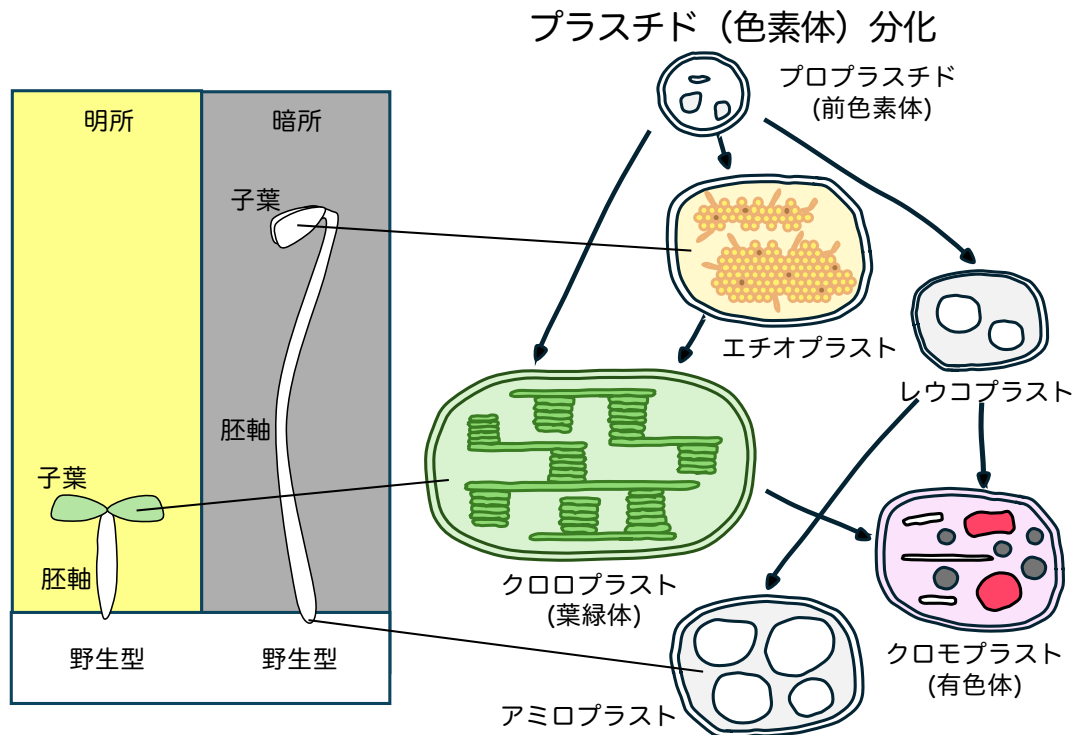 プラスチド（色素体）分化
プロプラスチド
(前色素体)
明所
暗所
子葉
エチオプラスト
レウコプラスト
胚軸
子葉
胚軸
クロロプラスト
(葉緑体)
クロモプラスト
(有色体)
野生型
野生型
アミロプラスト